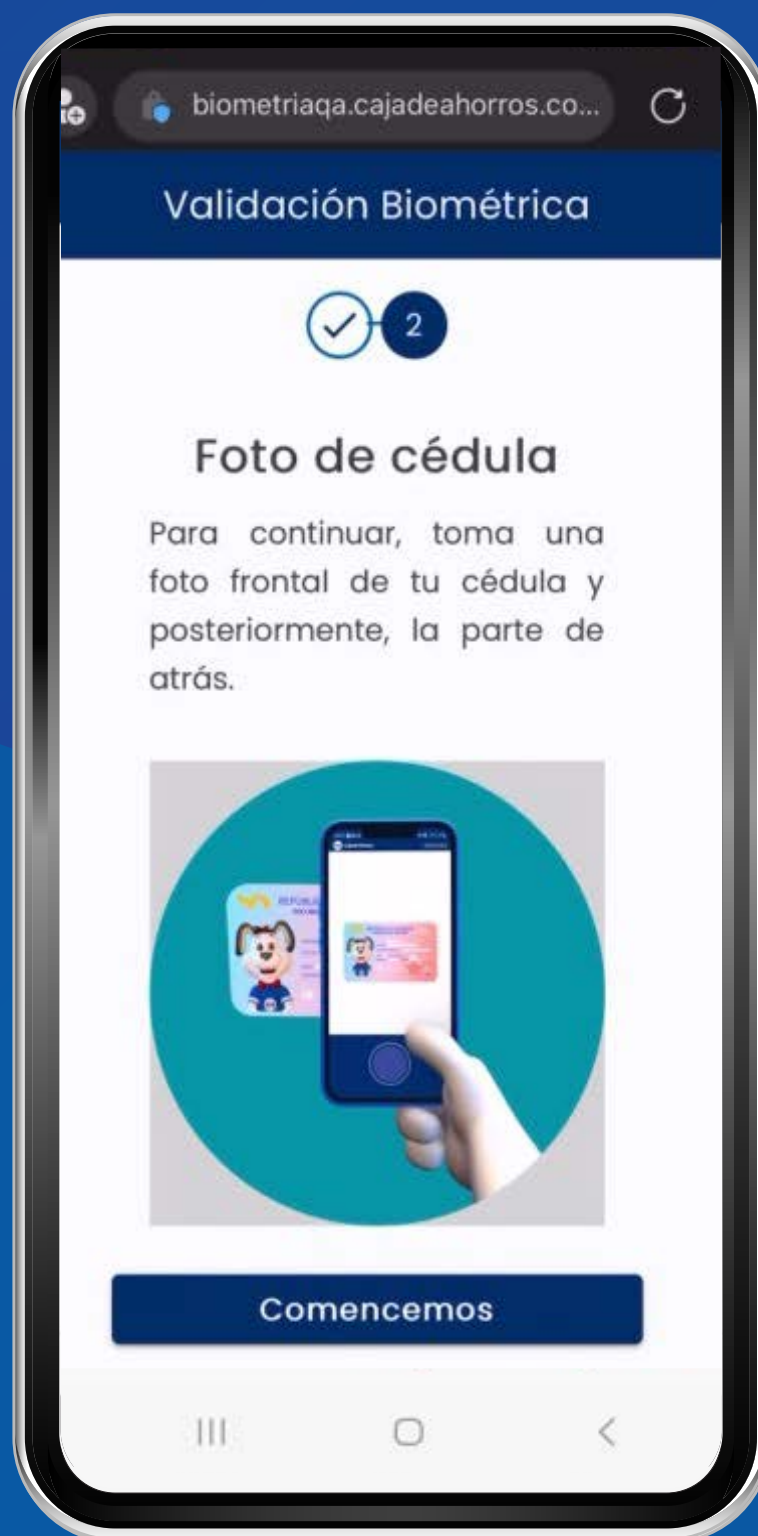 biometriaqa.cajadeahorros.co...
Validación Biométrica
2
Foto de cédula
Para continuar, toma una
foto frontal de tu cédula y
posteriormente, la parte de
atrás.
Comencemos